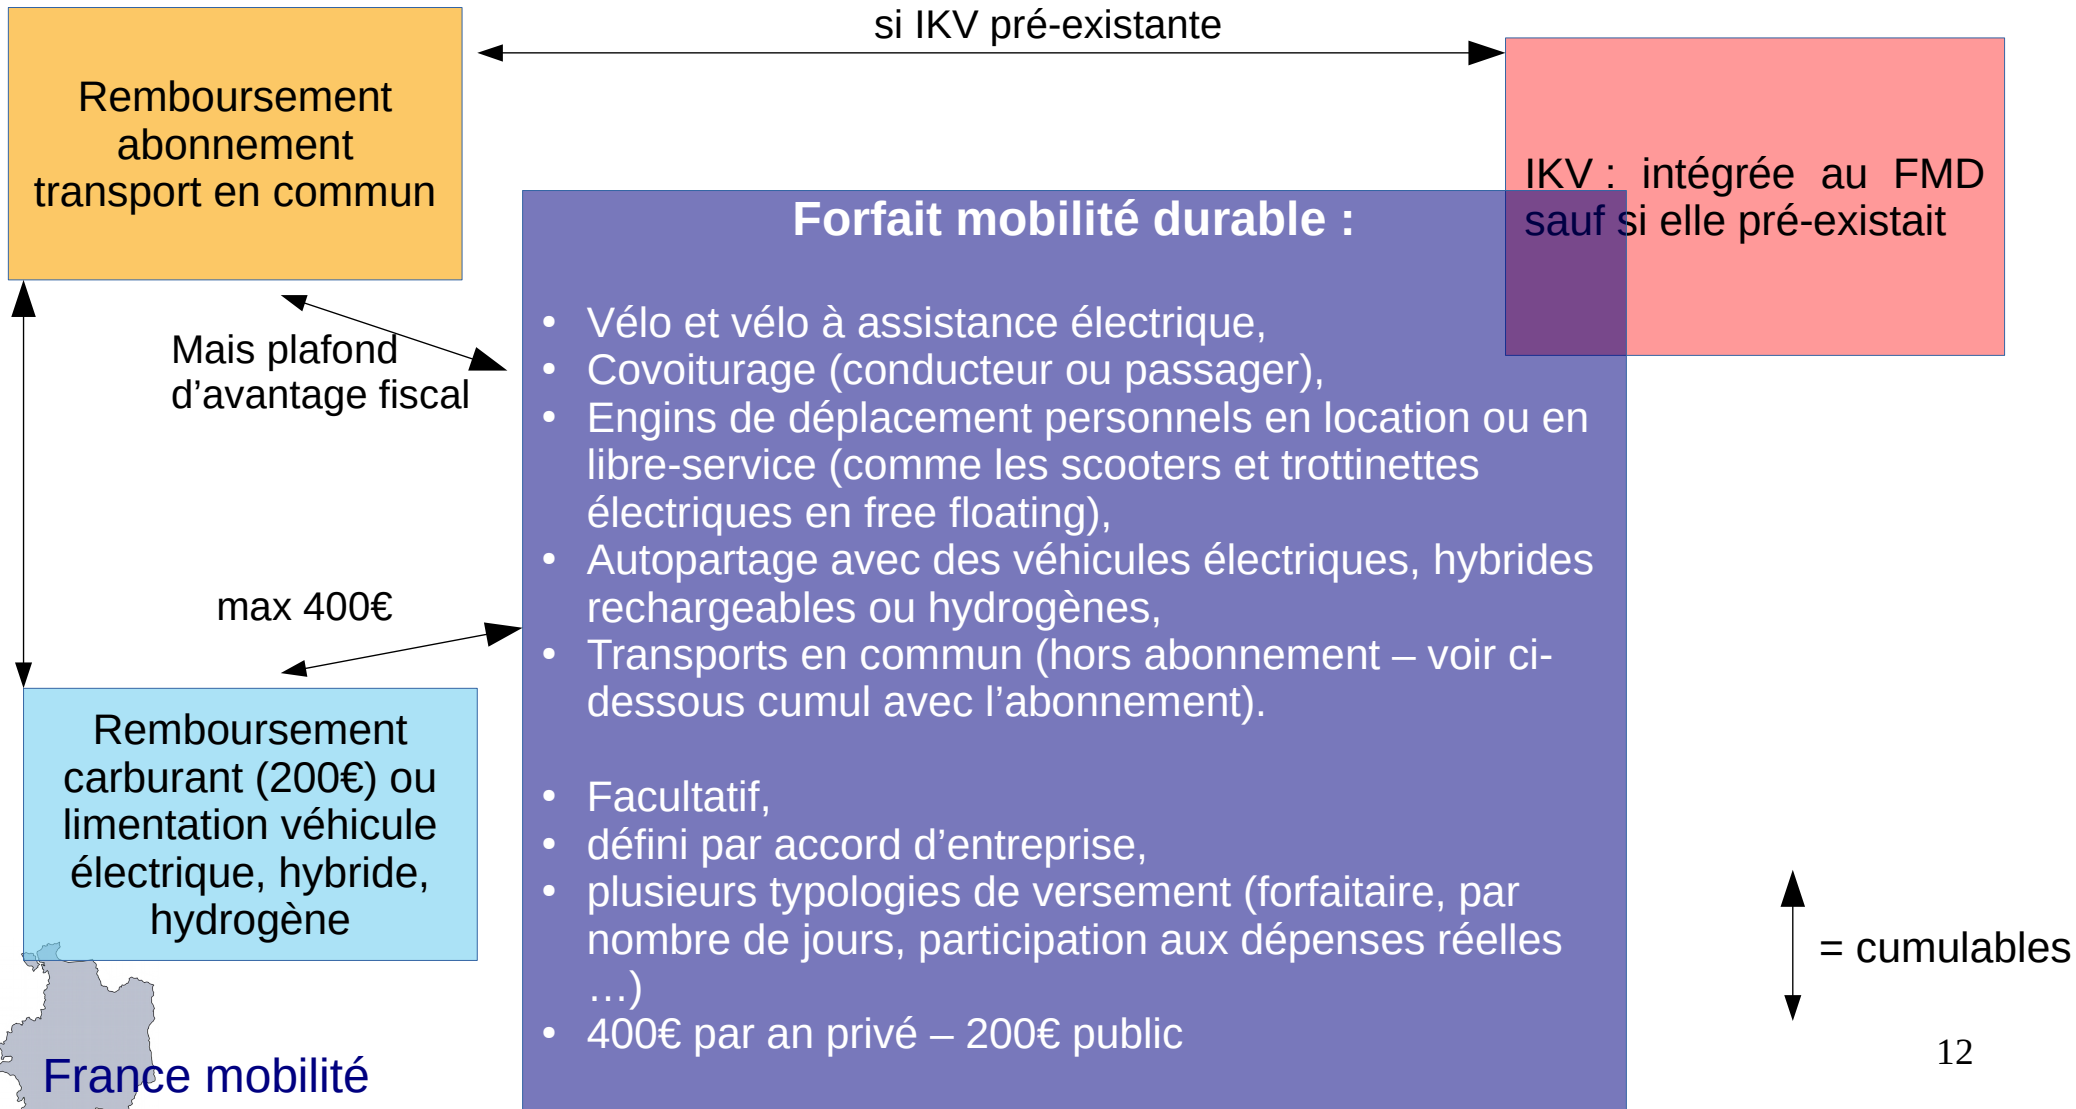 si IKV pré-existante
Remboursement
abonnement
transport en commun
IKV : intégrée au FMD
sauf si elle pré-existait
Forfait mobilité durable :
Mais plafond
d’avantage fiscal
• Vélo et vélo à assistance électrique,
• Covoiturage (conducteur ou passager),
• Engins de déplacement personnels en location ou en
libre-service (comme les scooters et trottinettes
électriques en free floating),
• Autopartage avec des véhicules électriques, hybrides
rechargeables ou hydrogènes,
• Transports en commun (hors abonnement – voir ci-
dessous cumul avec l’abonnement).
• Facultatif,
• défini par accord d’entreprise,
• plusieurs typologies de versement (forfaitaire, par
nombre de jours, participation aux dépenses réelles
…)
• 400€ par an privé – 200€ public
max 400€
Remboursement
carburant (200€) ou
limentation véhicule
électrique, hybride,
hydrogène
= cumulables
France mobilité
12